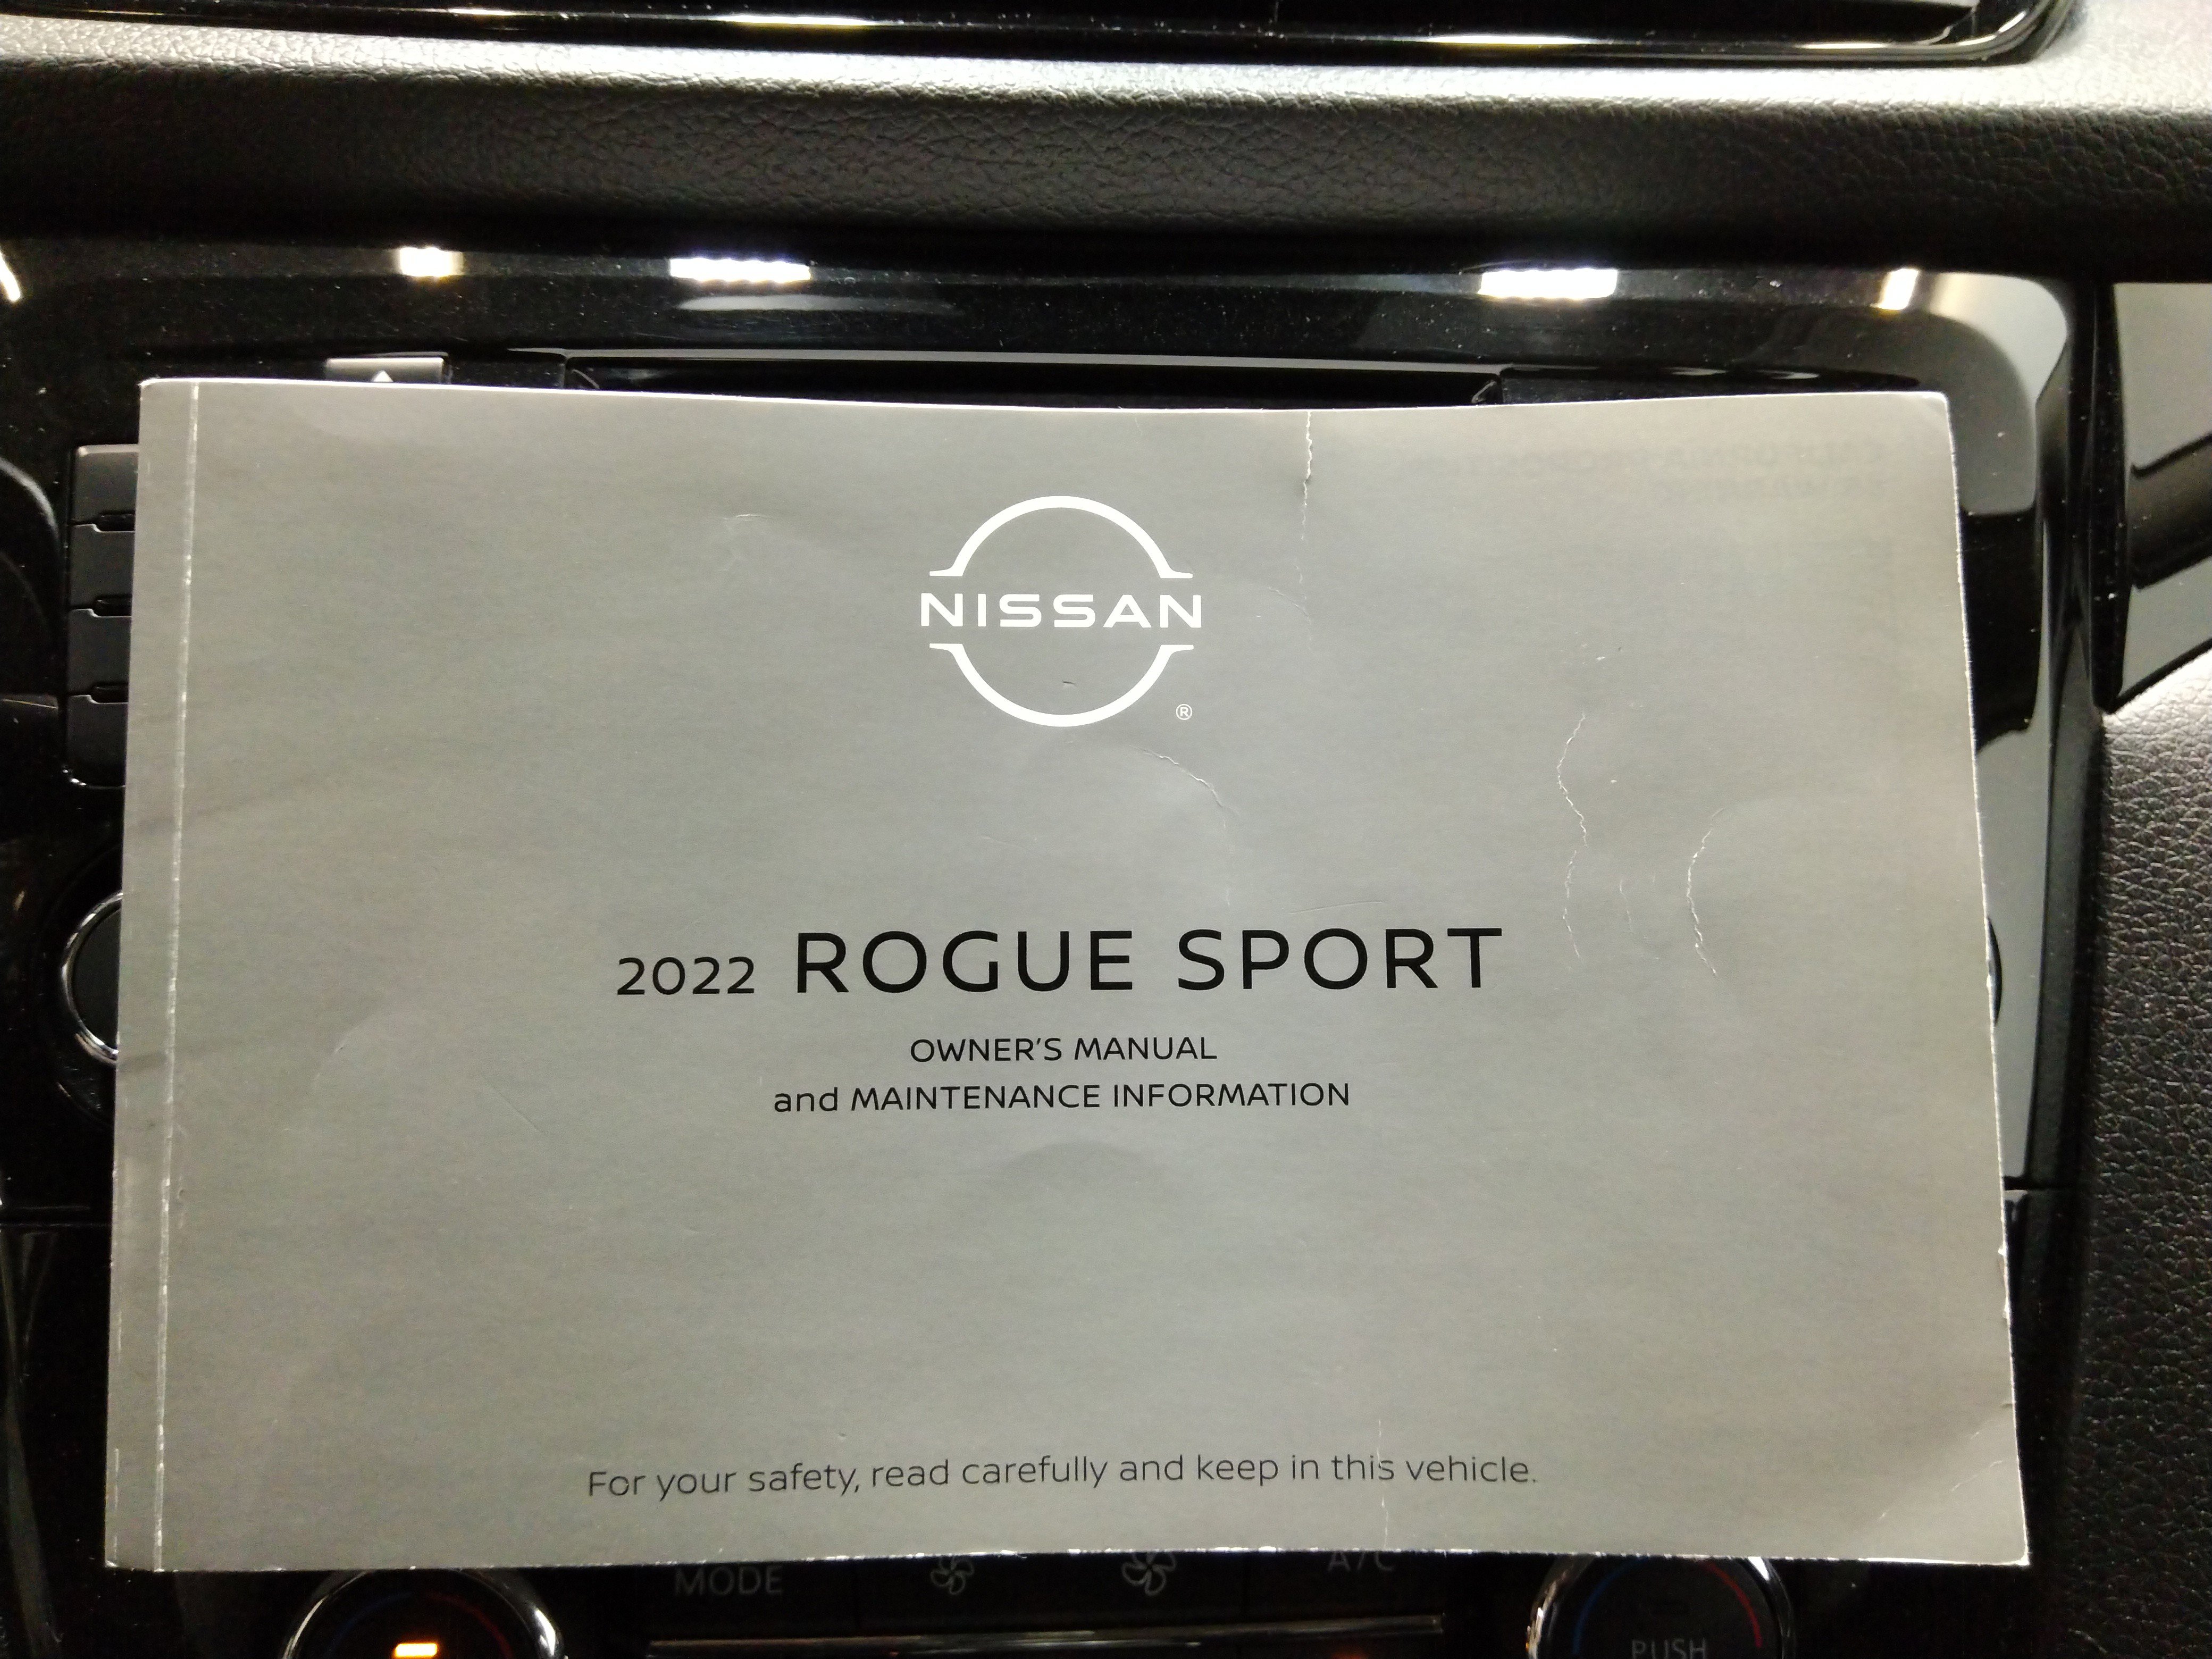 NISSAN
®
2022 ROGUE SPORT
OWNER'S MANUAL
and MAINTENANCE INFORMATION
For your safety, read carefully and keep in this vehicle.
MODE
A/C
PUSH